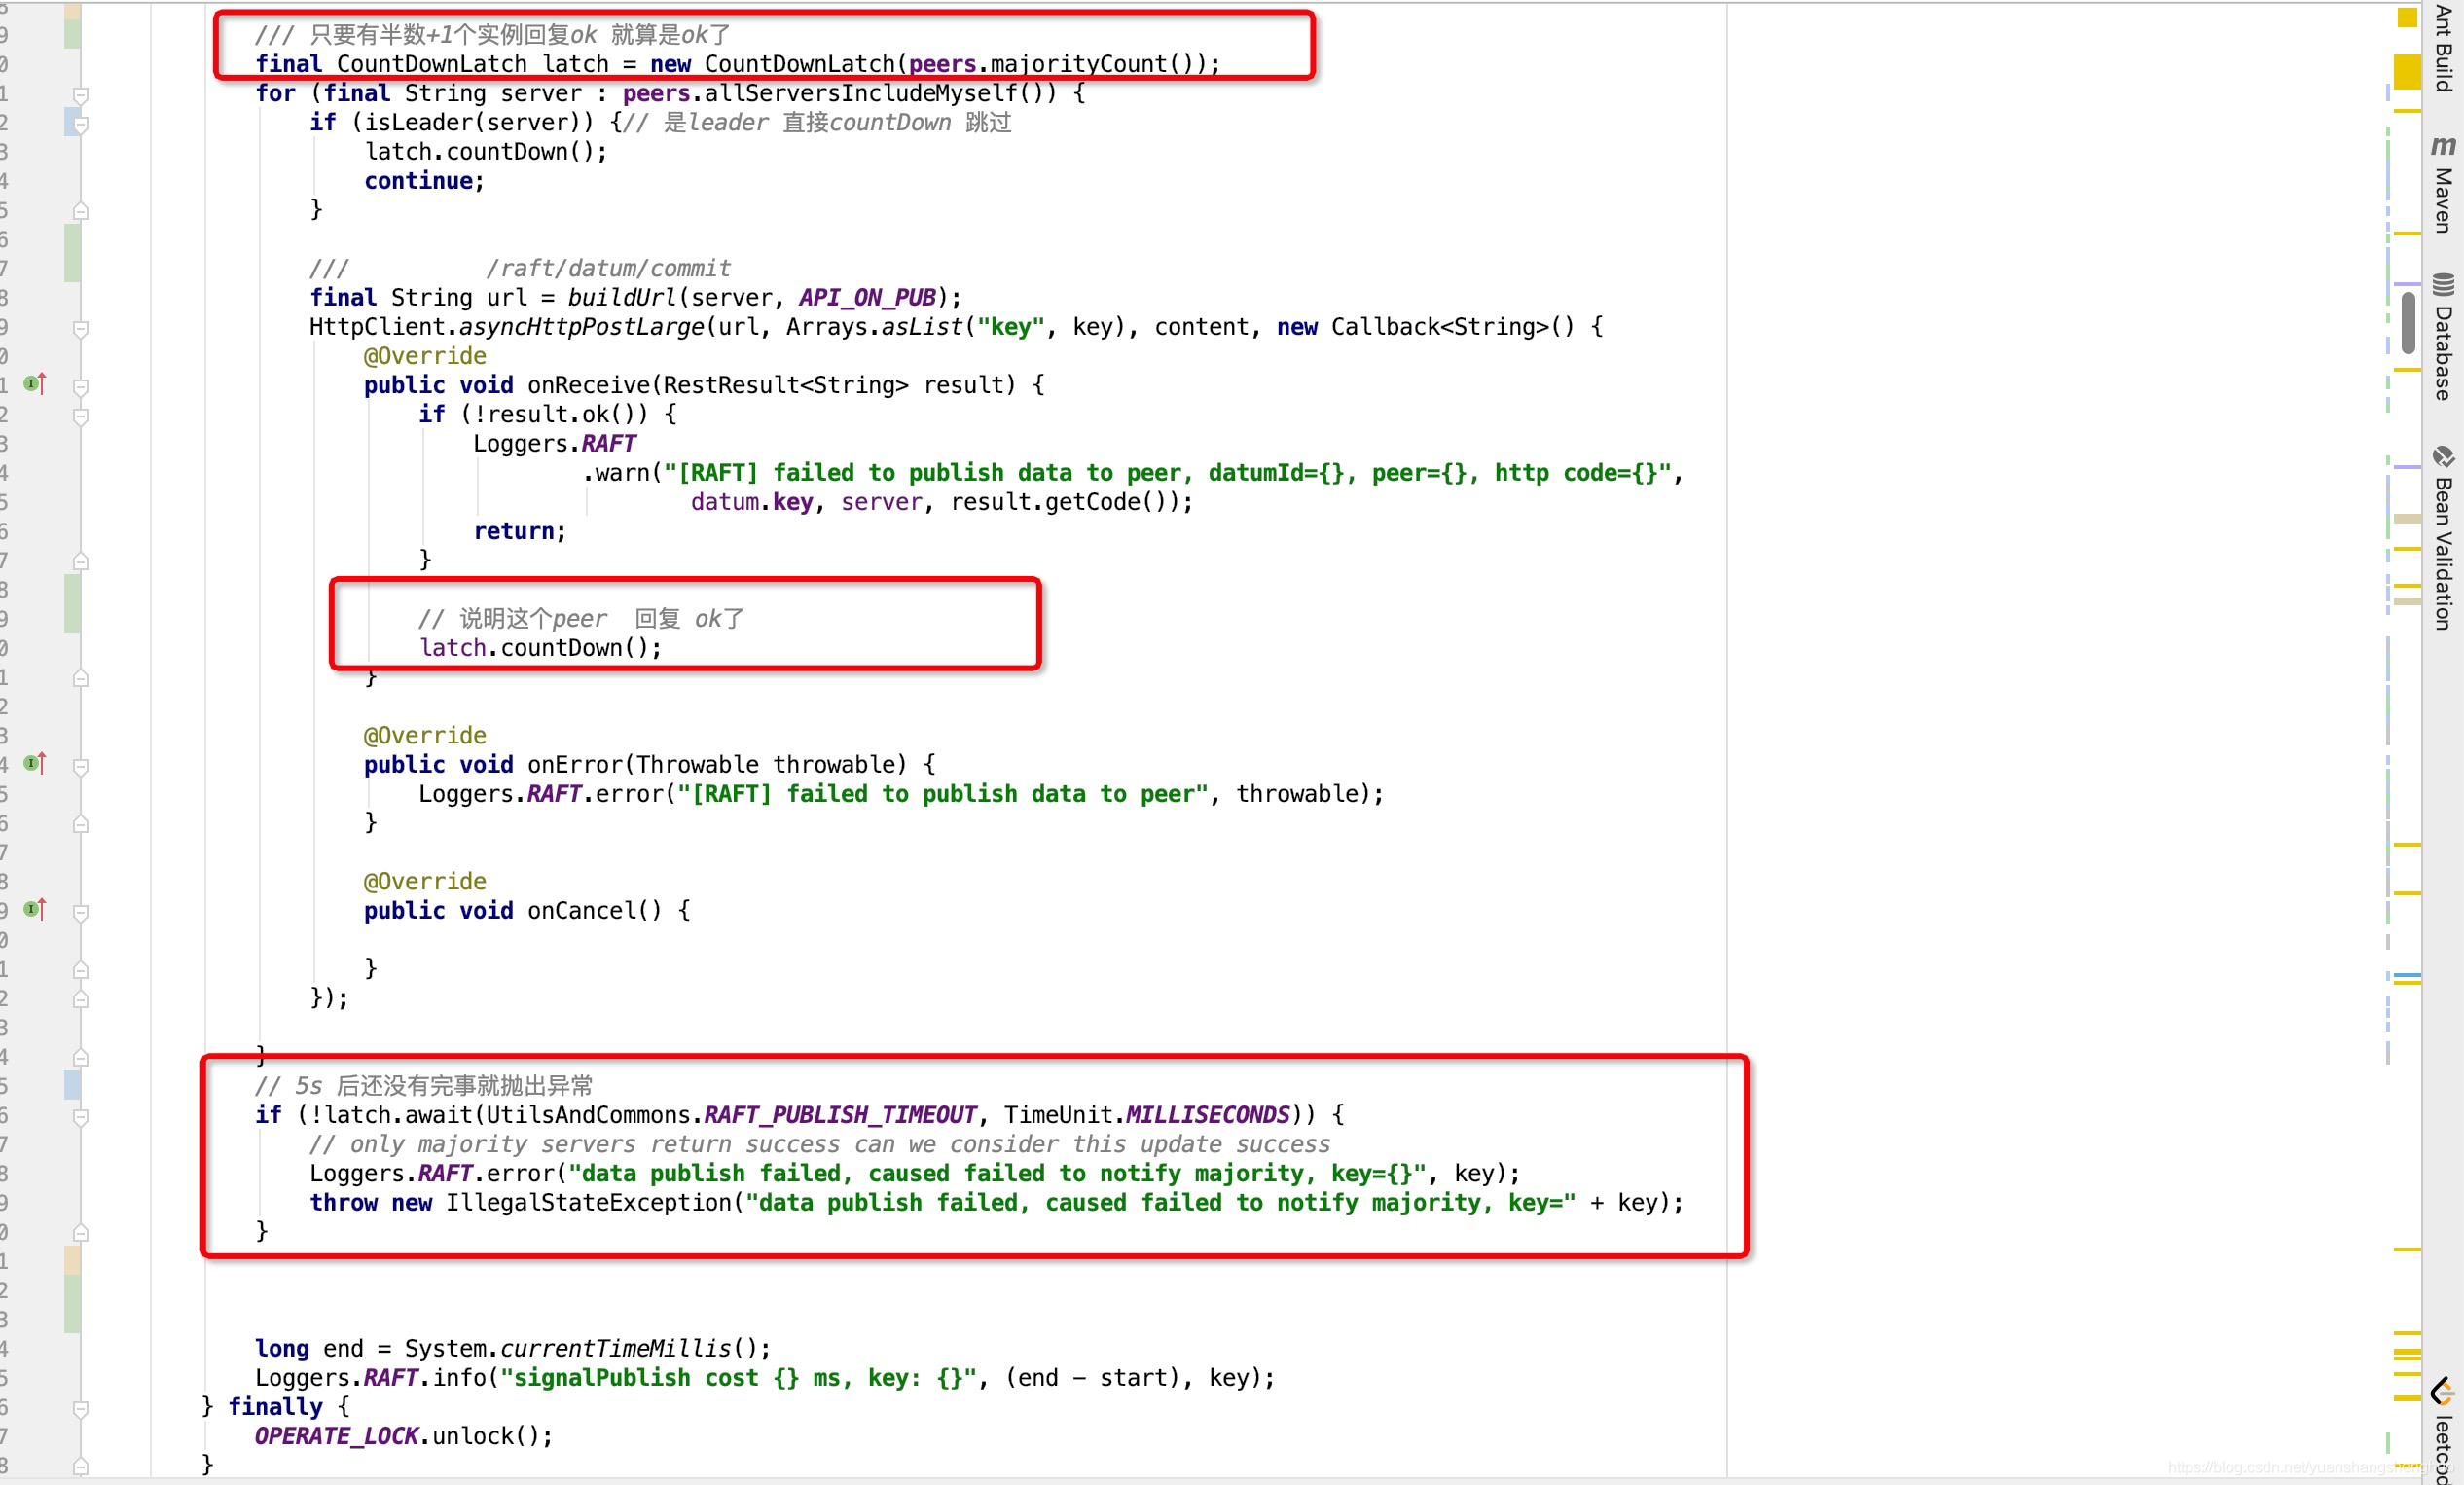 /// 只要有半数+1个实例回复ok 就算是ok了
final CountDownLatch latch = new CountDownLatch(peers.majorityCount());
for (final String server : peers.allServersIncludeMyself()) {
if (isLeader(server)) {// 是leader 直接countDown 跳过
latch.countDown();
continue;
}
/// /raft/datum/commit
final String url = buildUrl(server, API_ON_PUB);
HttpClient.asyncHttpPostLarge(url, Arrays.asList("key", key), content, new Callback<String>() {
@Override
public void onReceive(RestResult<String> result) {
if (!result.ok()) {
Loggers.RAFT
.warn("[RAFT] failed to publish data to peer, datumId={}, peer={}, http code={}",
datum.key, server, result.getCode());
return;
}
// 说明这个peer 回复 ok了
latch.countDown();
}
@Override
public void onError(Throwable throwable) {
Loggers.RAFT.error("[RAFT] failed to publish data to peer", throwable);
}
@Override
public void onCancel() {
}
});
}
// 5s 后还没有完事就抛出异常
if (!latch.await(UtilsAndCommons.RAFT_PUBLISH_TIMEOUT, TimeUnit.MILLISECONDS)) {
// only majority servers return success can we consider this update success
Loggers.RAFT.error("data publish failed, caused failed to notify majority, key={}", key);
throw new IllegalStateException("data publish failed, caused failed to notify majority, key=" + key);
}
long end = System.currentTimeMillis();
Loggers.RAFT.info("signalPublish cost {} ms, key: {}", (end - start), key);
} finally {
OPERATE_LOCK.unlock();
}
Ant Build
Maven
Database
Bean Validation